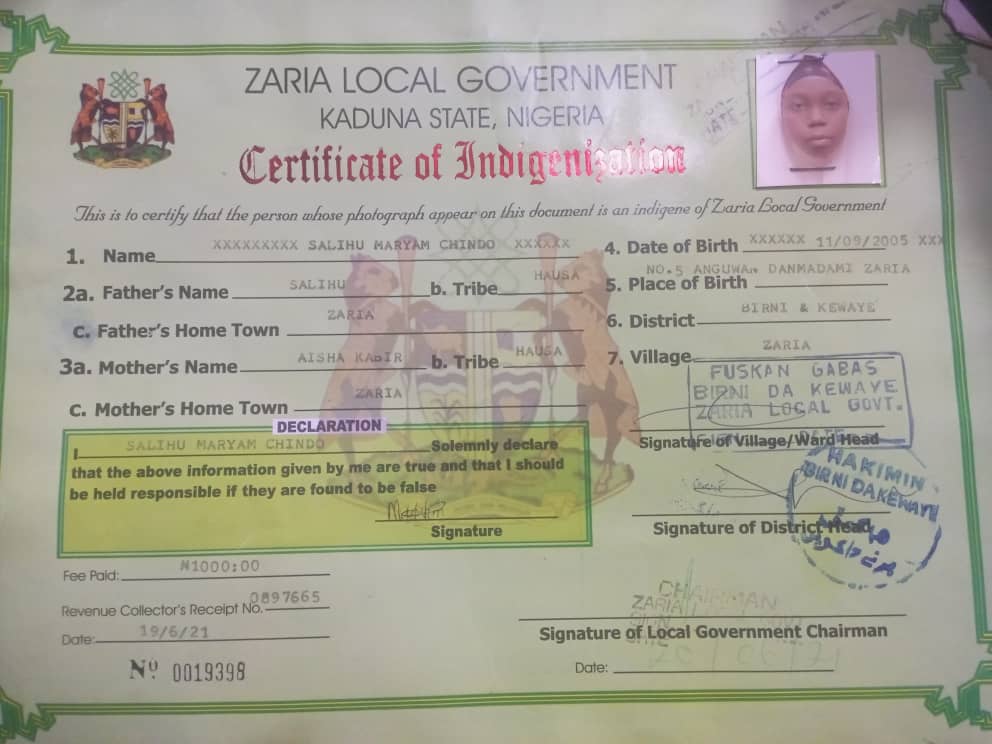 ZARIA LOCAL GOVERNMENT
KADUNA STATE, NIGERIA
Certificate of Indigenization
This is to certify that the person whose photograph appear on this document is an indigene of Zaria Local Government
1. Name XXXXXXXXX SALIHU MARYAM CHINDO XXXXXX
2a. Father's Name SALIHU b. Tribe HAUSA
c. Father's Home Town ZARIA
3a. Mother's Name AISHA KABIR b. Tribe HAUSA
c. Mother's Home Town ZARIA
4. Date of Birth XXXXXX 11/09/2005 XXX
5. Place of Birth NO.5 ANGUWAN DANMADAMI ZARIA
6. District BIRNI & KEWAYE
7. Village ZARIA
FUSKAN GABAS
BIRNI DA KEWAYE
ZARIA LOCAL GOVT.
Signature of Village/Ward Head
DECLARATION
I SALIHU MARYAM CHINDO Solemnly declare
that the above information given by me are true and that I should
be held responsible if they are found to be false
Signature
HAKIMIN
BIRNI DA KEWAYE
Signature of District Head
Fee Paid: ₦1000:00
Revenue Collector's Receipt No. 0897665
Date: 19/6/21
Nº 0019398
CHAIRMAN
ZARIA
Signature of Local Government Chairman
Date: